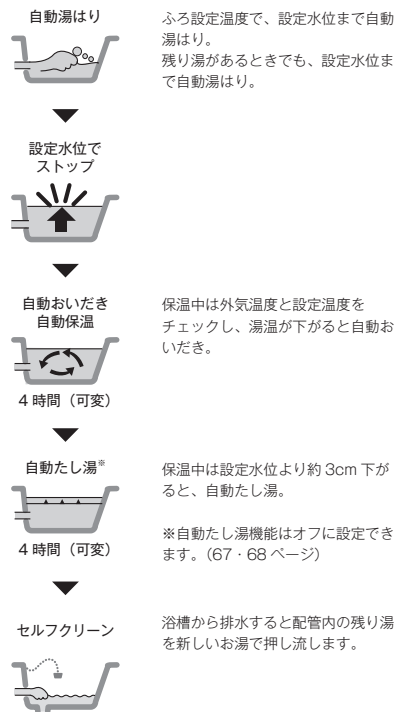 自動湯はり
ふろ設定温度で、設定水位まで自動
湯はり。
残り湯があるときでも、設定水位ま
で自動湯はり。
設定水位で
ストップ
自動おいだき
自動保温
4 時間（可変）
保温中は外気温度と設定温度を
チェックし、湯温が下がると自動お
いだき。
自動たし湯※
4 時間（可変）
保温中は設定水位より約 3cm 下が
ると、自動たし湯。
※自動たし湯機能はオフに設定でき
ます。（67・68 ページ）
セルフクリーン
浴槽から排水すると配管内の残り湯
を新しいお湯で押し流します。